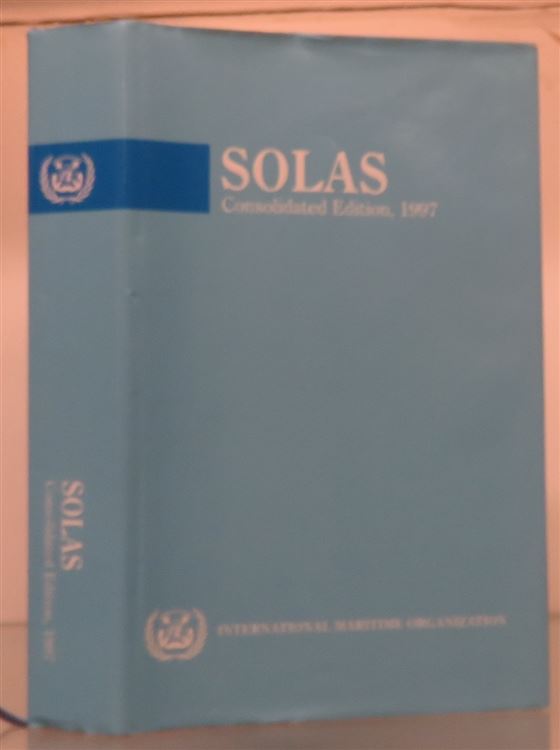 SOLAS
Consolidated Edition, 1997
INTERNATIONAL MARITIME ORGANIZATION
SOLAS
Consolidated Edition, 1997